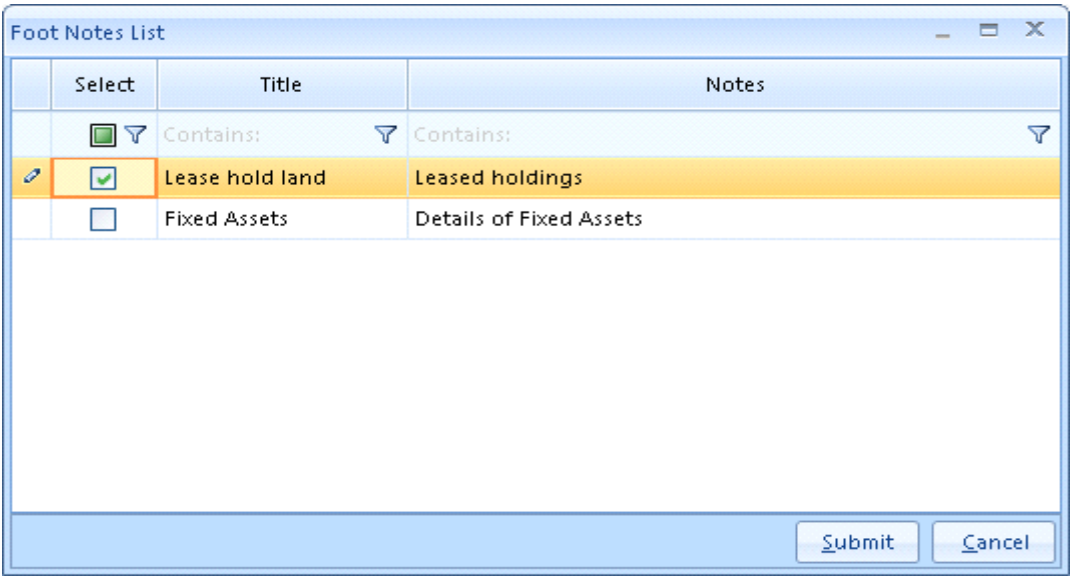 Foot Notes List
Select Title Notes
Contains: Contains:
Lease hold land Leased holdings
Fixed Assets Details of Fixed Assets
Submit Cancel